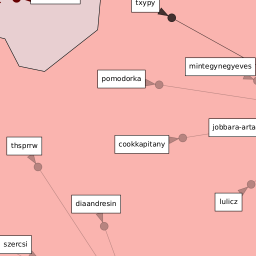 txypy
mintegynegyeves
pomodorka
jobbara-arta
cookkapitany
thsprrw
lulicz
diaandresin
szercsi